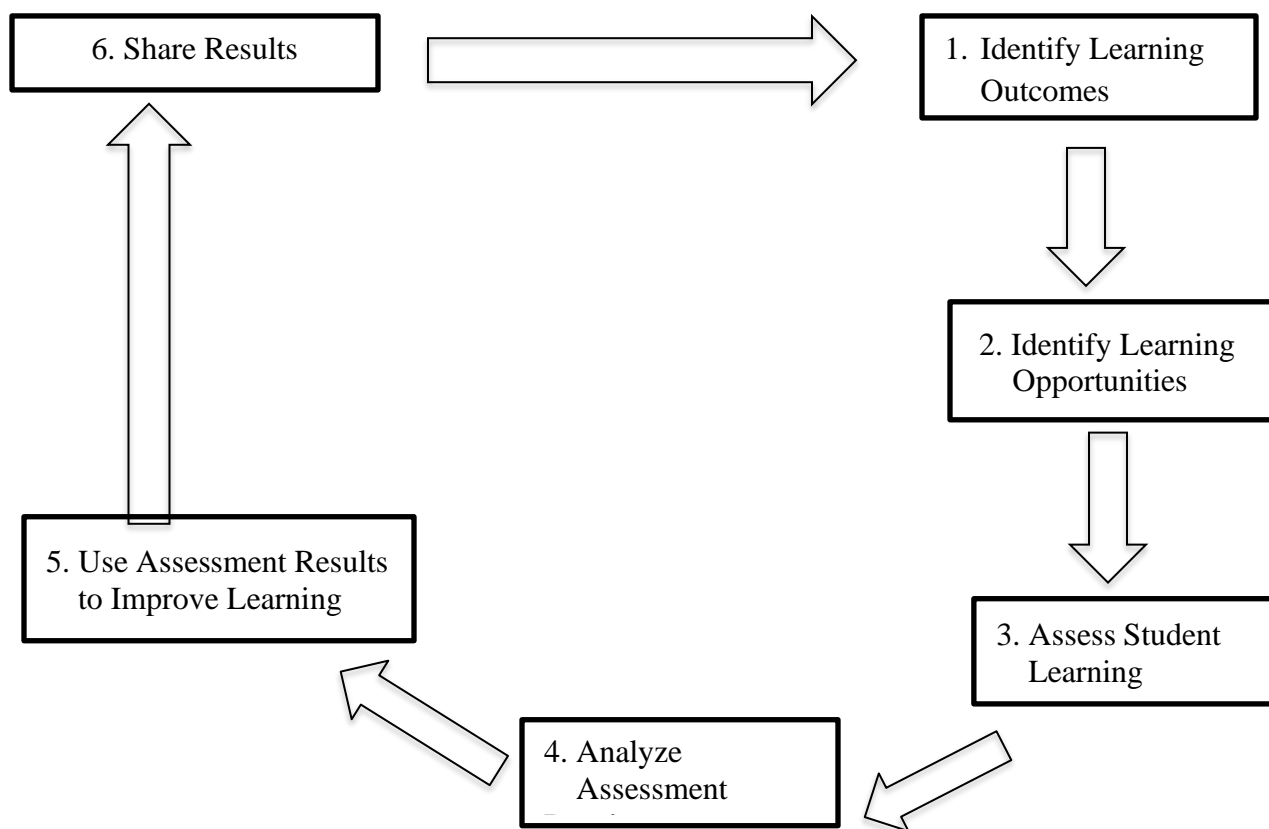 6. Share Results
1. Identify Learning
Outcomes
2. Identify Learning
Opportunities
3. Assess Student
Learning
5. Use Assessment Results
to Improve Learning
4. Analyze
Assessment